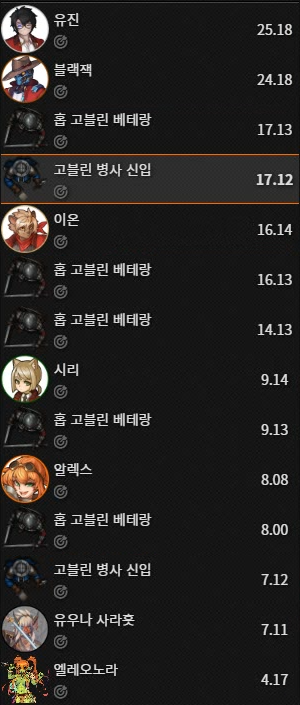 유진
25.18
블랙잭
24.18
홉 고블린 베테랑
17.13
고블린 병사 신입
17.12
이온
16.14
홉 고블린 베테랑
16.13
홉 고블린 베테랑
14.13
시리
9.14
홉 고블린 베테랑
9.13
알렉스
8.08
홉 고블린 베테랑
8.00
고블린 병사 신입
7.12
유우나 사라홋
7.11
엘레오노라
4.17